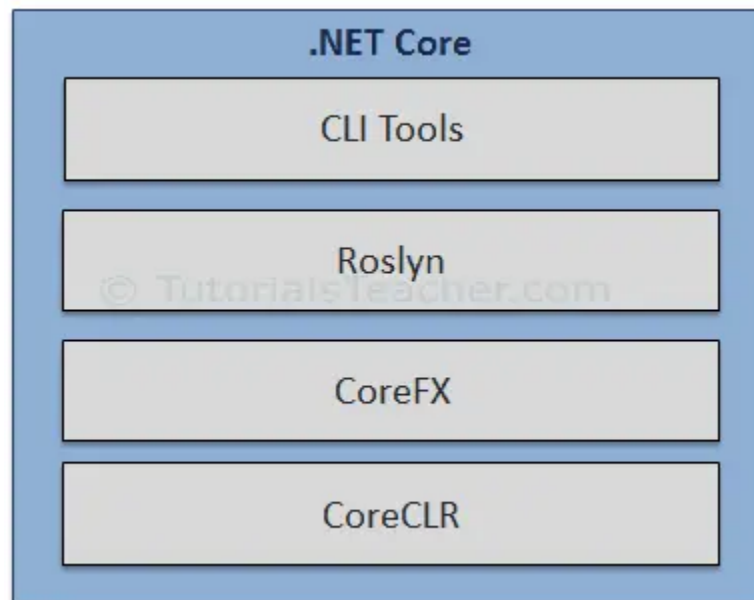 .NET Core
CLI Tools
Roslyn
© TutorialsTeacher.com
CoreFX
CoreCLR